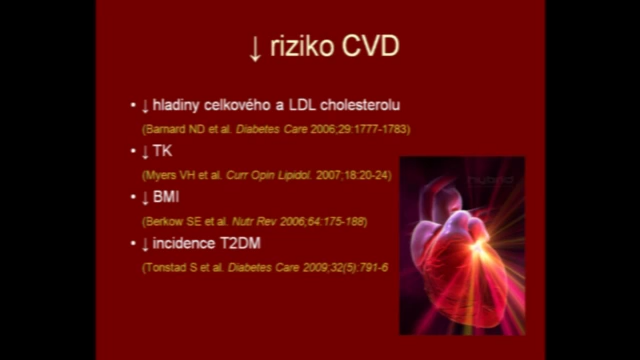 ↓ riziko CVD
• ↓ hladiny celkového a LDL cholesterolu
(Barnard ND et al. Diabetes Care 2006;29:1777-1783)
• ↓ TK
(Myers VH et al. Curr Opin Lipidol. 2007;18:20-24)
• ↓ BMI
(Berkow SE et al. Nutr Rev 2006;64:175-188)
• ↓ incidence T2DM
(Tonstad S et al. Diabetes Care 2009;32(5):791-6